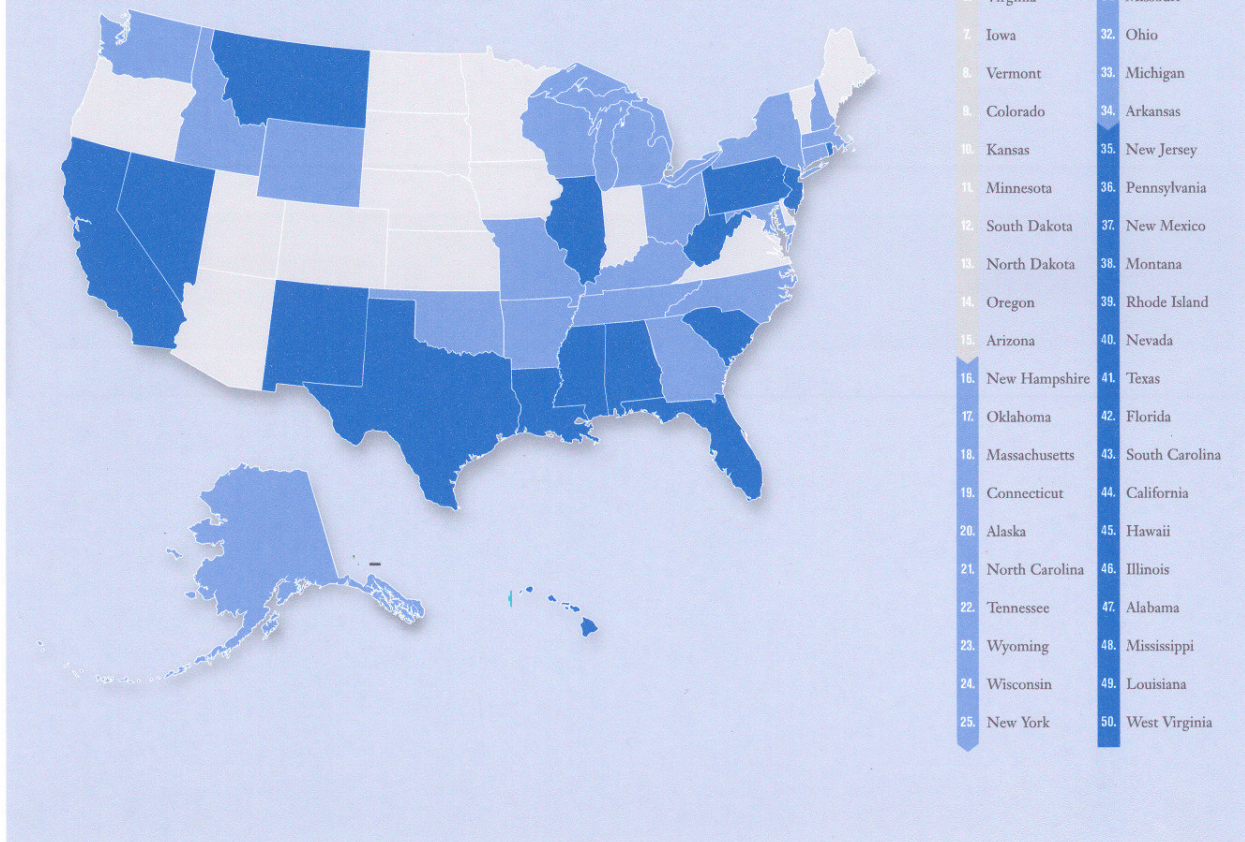 Virginia
7. Iowa
8. Vermont
9. Colorado
10. Kansas
11. Minnesota
12. South Dakota
13. North Dakota
14. Oregon
15. Arizona
16. New Hampshire
17. Oklahoma
18. Massachusetts
19. Connecticut
20. Alaska
21. North Carolina
22. Tennessee
23. Wyoming
24. Wisconsin
25. New York
32. Ohio
33. Michigan
34. Arkansas
35. New Jersey
36. Pennsylvania
37. New Mexico
38. Montana
39. Rhode Island
40. Nevada
41. Texas
42. Florida
43. South Carolina
44. California
45. Hawaii
46. Illinois
47. Alabama
48. Mississippi
49. Louisiana
50. West Virginia